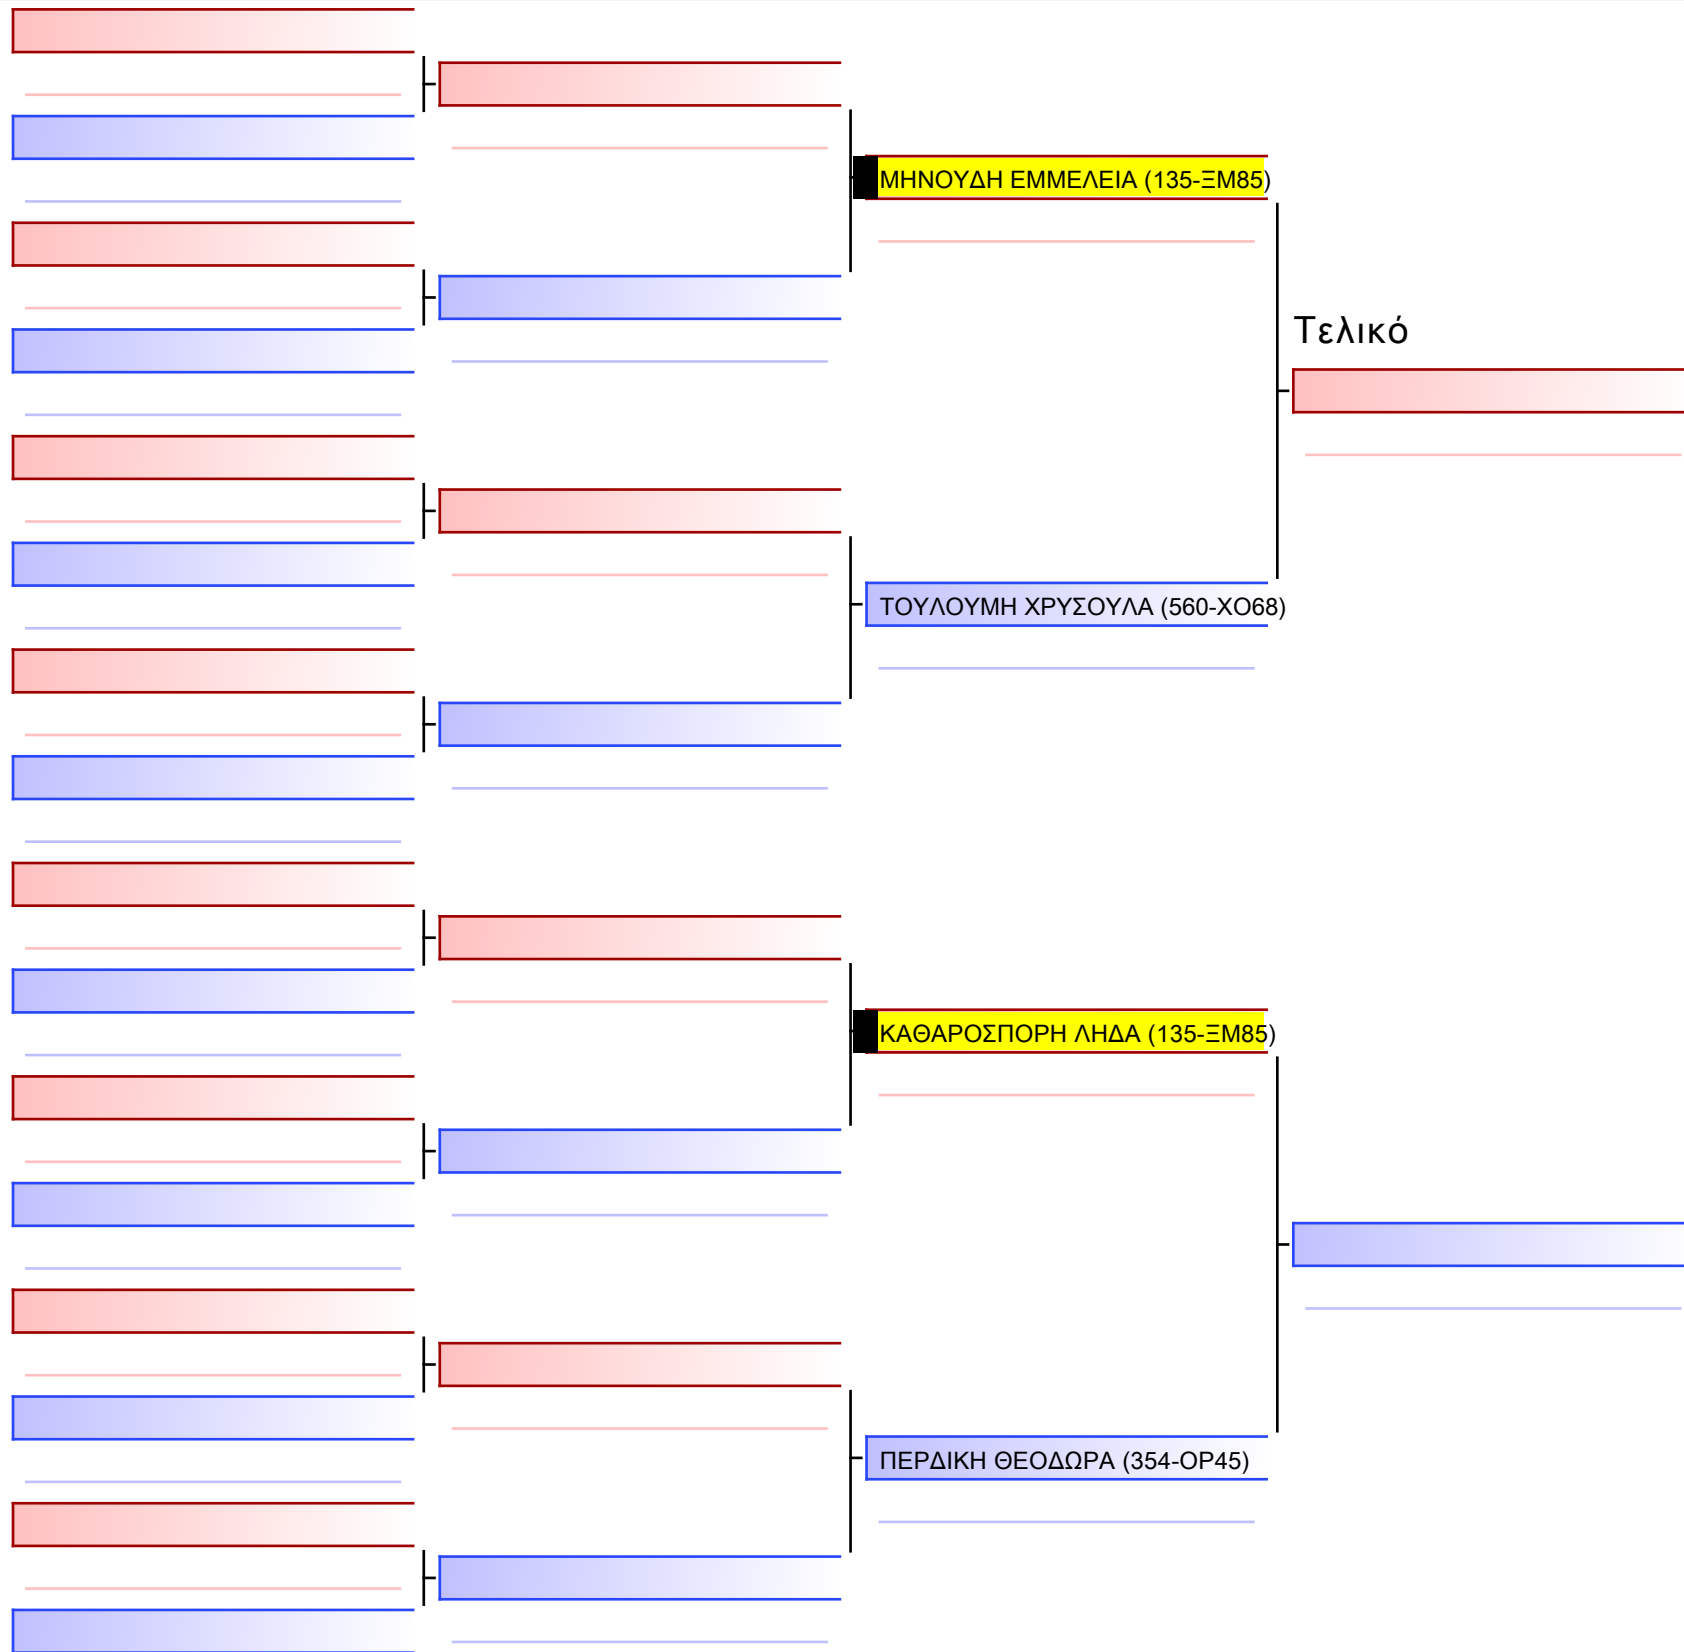 ΜΗΝΟΥΔΗ ΕΜΜΕΛΕΙΑ (135-ΞΜ85)
Τελικό
ΤΟΥΛΟΥΜΗ ΧΡΥΣΟΥΛΑ (560-ΧΟ68)
ΚΑΘΑΡΟΣΠΟΡΗ ΛΗΔΑ (135-ΞΜ85)
ΠΕΡΔΙΚΗ ΘΕΟΔΩΡΑ (354-ΟΡ45)